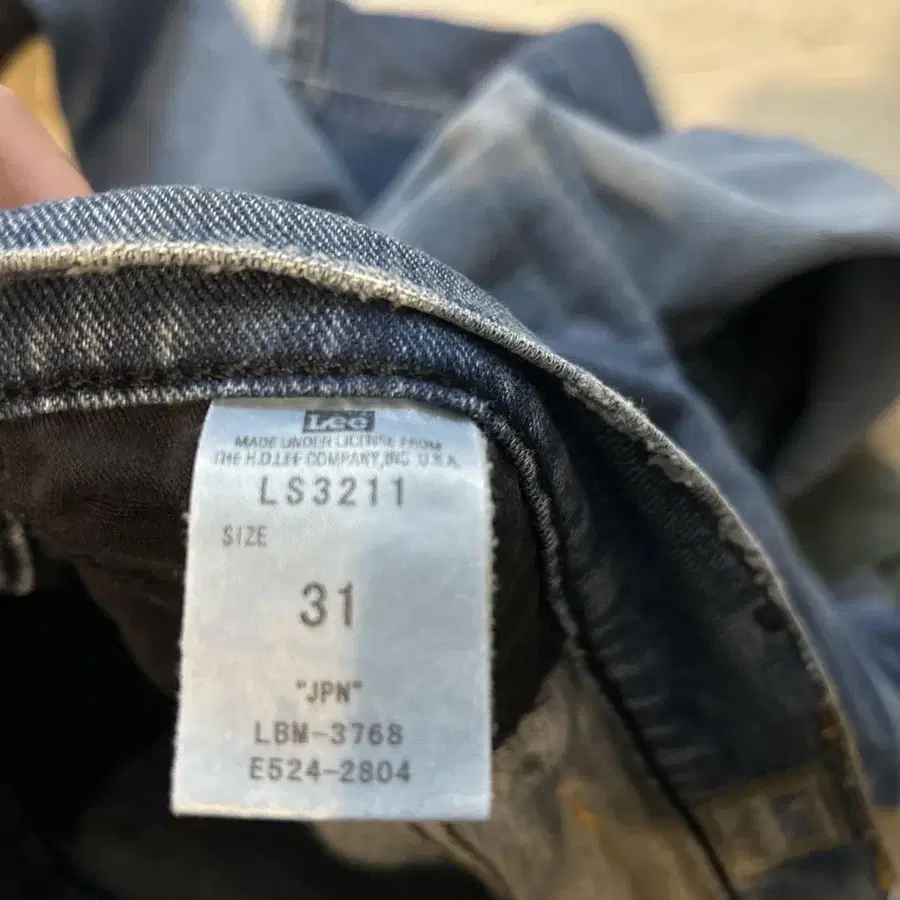 Lee
MADE UNDER LICENSE FROM
THE H.D.LEE COMPANY,INC. U.S.A.
LS3211
SIZE
31
"JPN"
LBM-3768
E524-2804